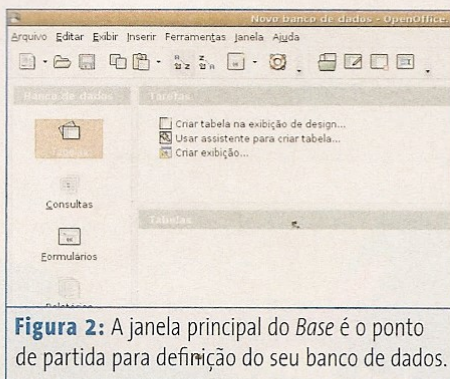 Novo banco de dados - OpenOffice.
Arquivo Editar Exibir Inserir Ferramentas Janela Ajuda
Banco de dados Tarefas
Criar tabela na exibição de design...
Usar assistente para criar tabela...
Criar exibição...
Consultas
Tabelas
Formulários
Figura 2: A janela principal do Base é o ponto
de partida para definição do seu banco de dados.